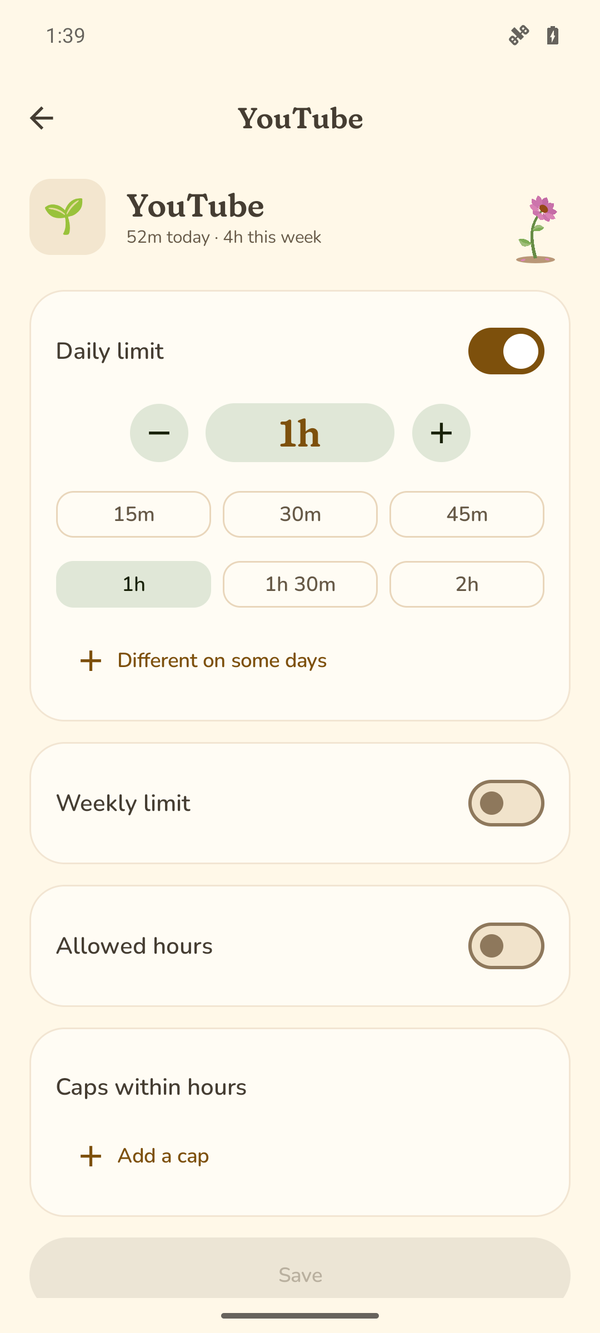 1:39
YouTube
YouTube
52m today · 4h this week
Daily limit
1h
15m
30m
45m
1h
1h 30m
2h
Different on some days
Weekly limit
Allowed hours
Caps within hours
Add a cap
Save